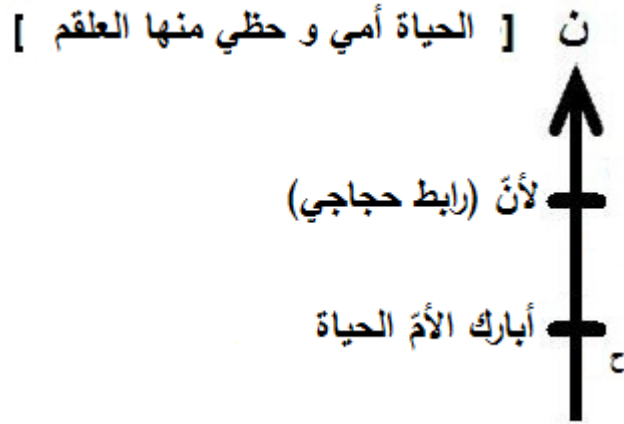 ن [ الحياة أمي و حظي منها العلقم ]
لأنّ (رابط حجاجي)
أبارك الأمّ الحياة
ح